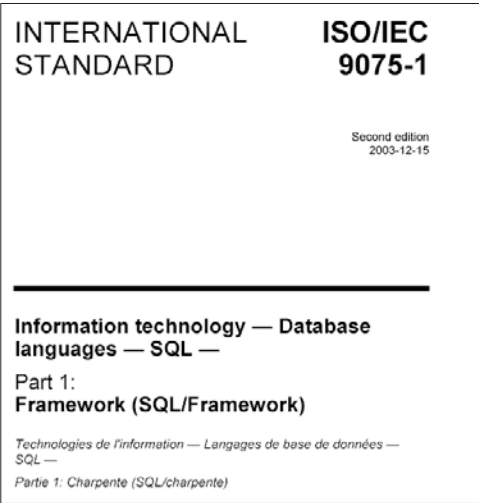 INTERNATIONAL
STANDARD
ISO/IEC
9075-1
Second edition
2003-12-15
Information technology — Database
languages — SQL —
Part 1:
Framework (SQL/Framework)
Technologies de l'information — Langages de base de données —
SQL —
Partie 1: Charpente (SQL/charpente)